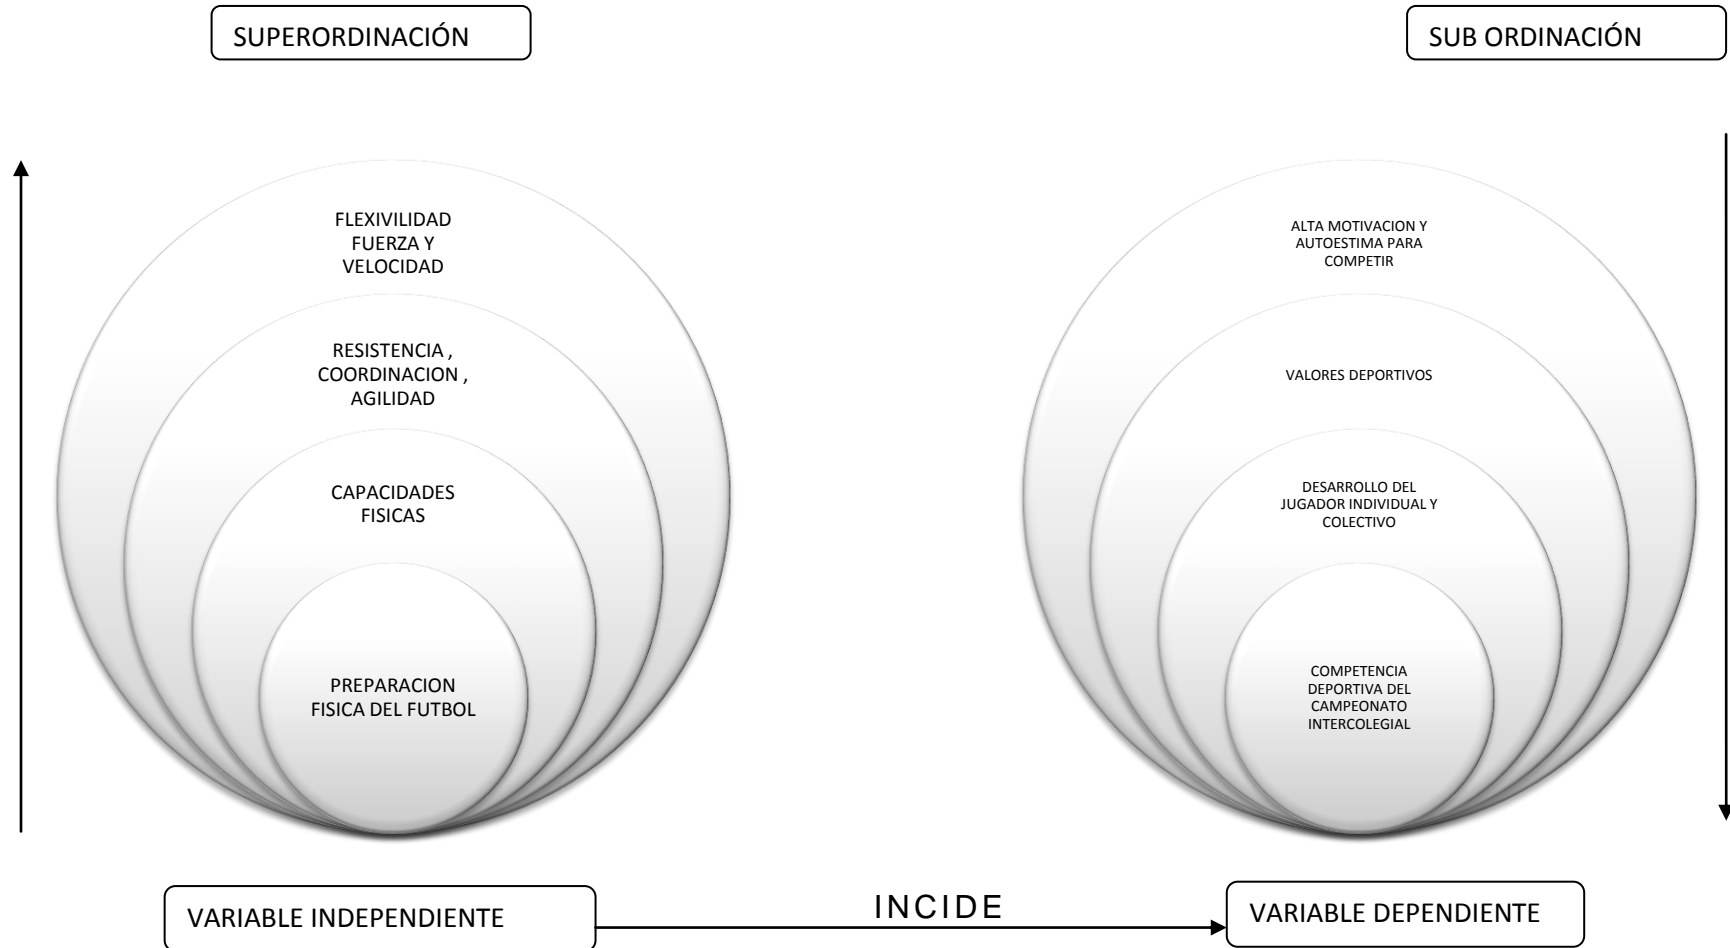 SUPERORDINACIÓN
SUB ORDINACIÓN
FLEXIVILIDAD
FUERZA Y
VELOCIDAD
RESISTENCIA ,
COORDINACION ,
AGILIDAD
CAPACIDADES
FISICAS
PREPARACION
FISICA DEL FUTBOL
ALTA MOTIVACION Y
AUTOESTIMA PARA
COMPETIR
VALORES DEPORTIVOS
DESARROLLO DEL
JUGADOR INDIVIDUAL Y
COLECTIVO
COMPETENCIA
DEPORTIVA DEL
CAMPEONATO
INTERCOLEGIAL
VARIABLE INDEPENDIENTE
INCIDE
VARIABLE DEPENDIENTE